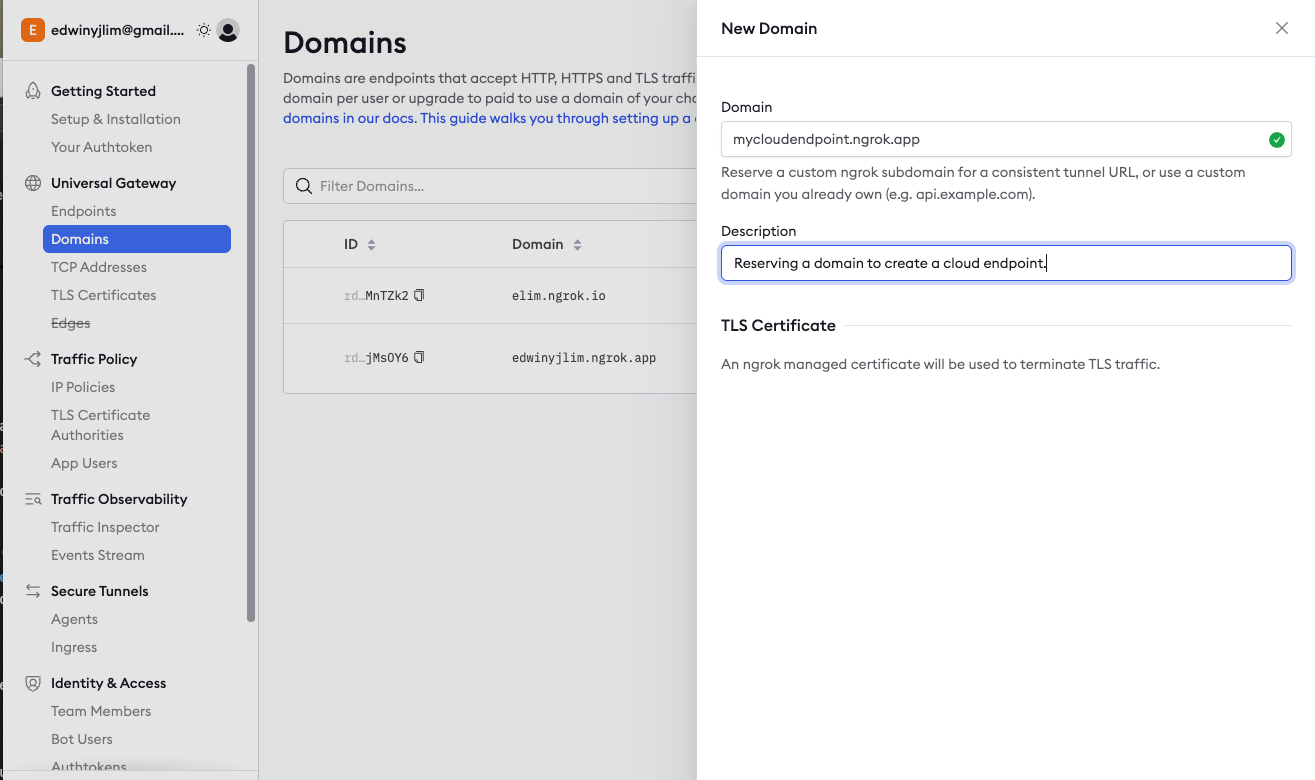 E edwinyjlim@gmail....
Getting Started
Setup & Installation
Your Authtoken
Universal Gateway
Endpoints
Domains
TCP Addresses
TLS Certificates
Edges
Traffic Policy
IP Policies
TLS Certificate
Authorities
App Users
Traffic Observability
Traffic Inspector
Events Stream
Secure Tunnels
Agents
Ingress
Identity & Access
Team Members
Bot Users
Authtokens
Domains
Domains are endpoints that accept HTTP, HTTPS and TLS traffi
domain per user or upgrade to paid to use a domain of your cho
domains in our docs. This guide walks you through setting up a
Filter Domains...
ID Domain
rd…MnTZk2 elim.ngrok.io
rd…jMsOY6 edwinyjlim.ngrok.app
New Domain
Domain
mycloudendpoint.ngrok.app
Reserve a custom ngrok subdomain for a consistent tunnel URL, or use a custom
domain you already own (e.g. api.example.com).
Description
Reserving a domain to create a cloud endpoint.
TLS Certificate
An ngrok managed certificate will be used to terminate TLS traffic.